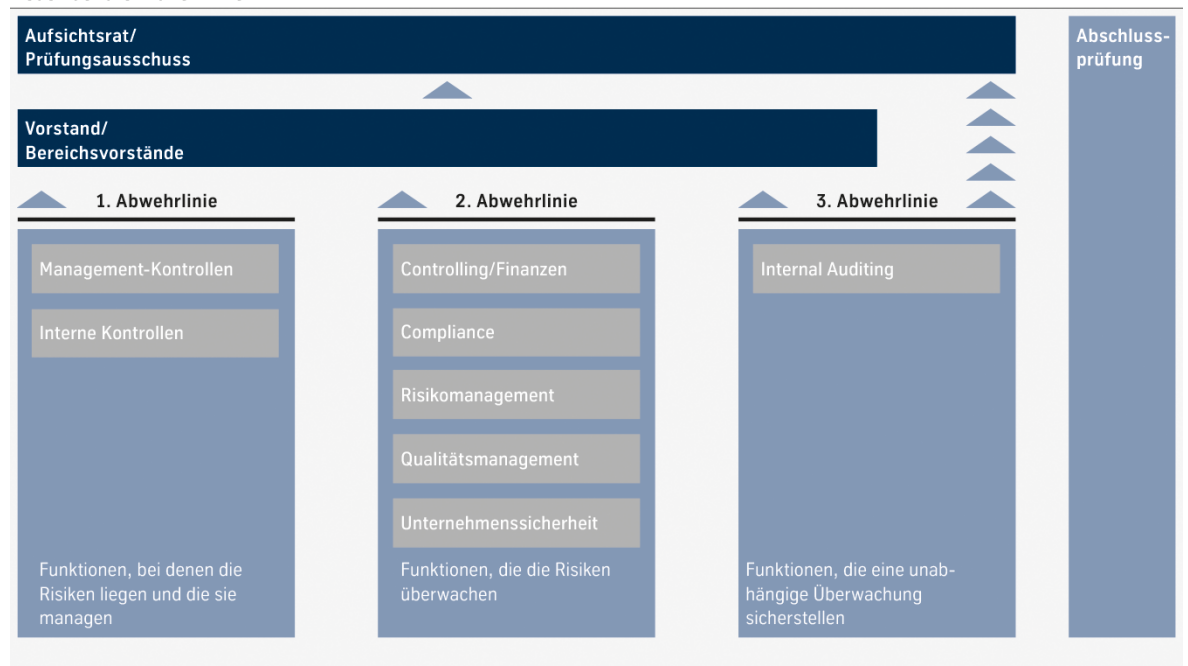 Aufsichtsrat/
Prüfungsausschuss
Abschluss-
prüfung
Vorstand/
Bereichsvorstände
1. Abwehrlinie
2. Abwehrlinie
3. Abwehrlinie
Management-Kontrollen
Interne Kontrollen
Funktionen, bei denen die
Risiken liegen und die sie
managen
Controlling/Finanzen
Compliance
Risikomanagement
Qualitätsmanagement
Unternehmenssicherheit
Funktionen, die die Risiken
überwachen
Internal Auditing
Funktionen, die eine unab-
hängige Überwachung
sicherstellen